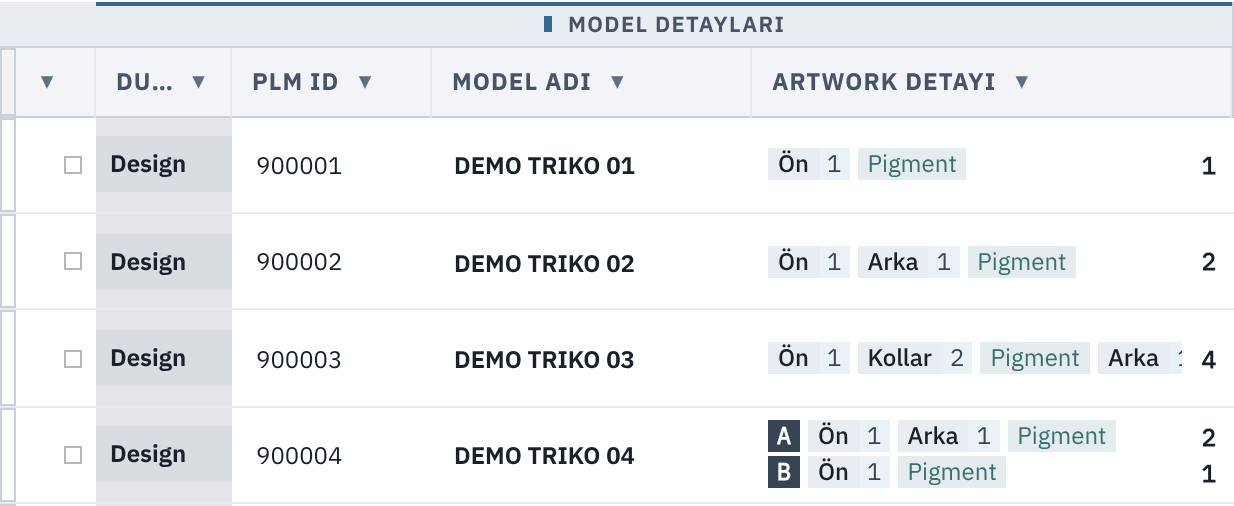 MODEL DETAYLARI
DU... PLM ID MODEL ADI ARTWORK DETAYI
Design 900001 DEMO TRIKO 01 Ön 1 Pigment 1
Design 900002 DEMO TRIKO 02 Ön 1 Arka 1 Pigment 2
Design 900003 DEMO TRIKO 03 Ön 1 Kollar 2 Pigment Arka 4
Design 900004 DEMO TRIKO 04 A Ön 1 Arka 1 Pigment 2
B Ön 1 Pigment 1